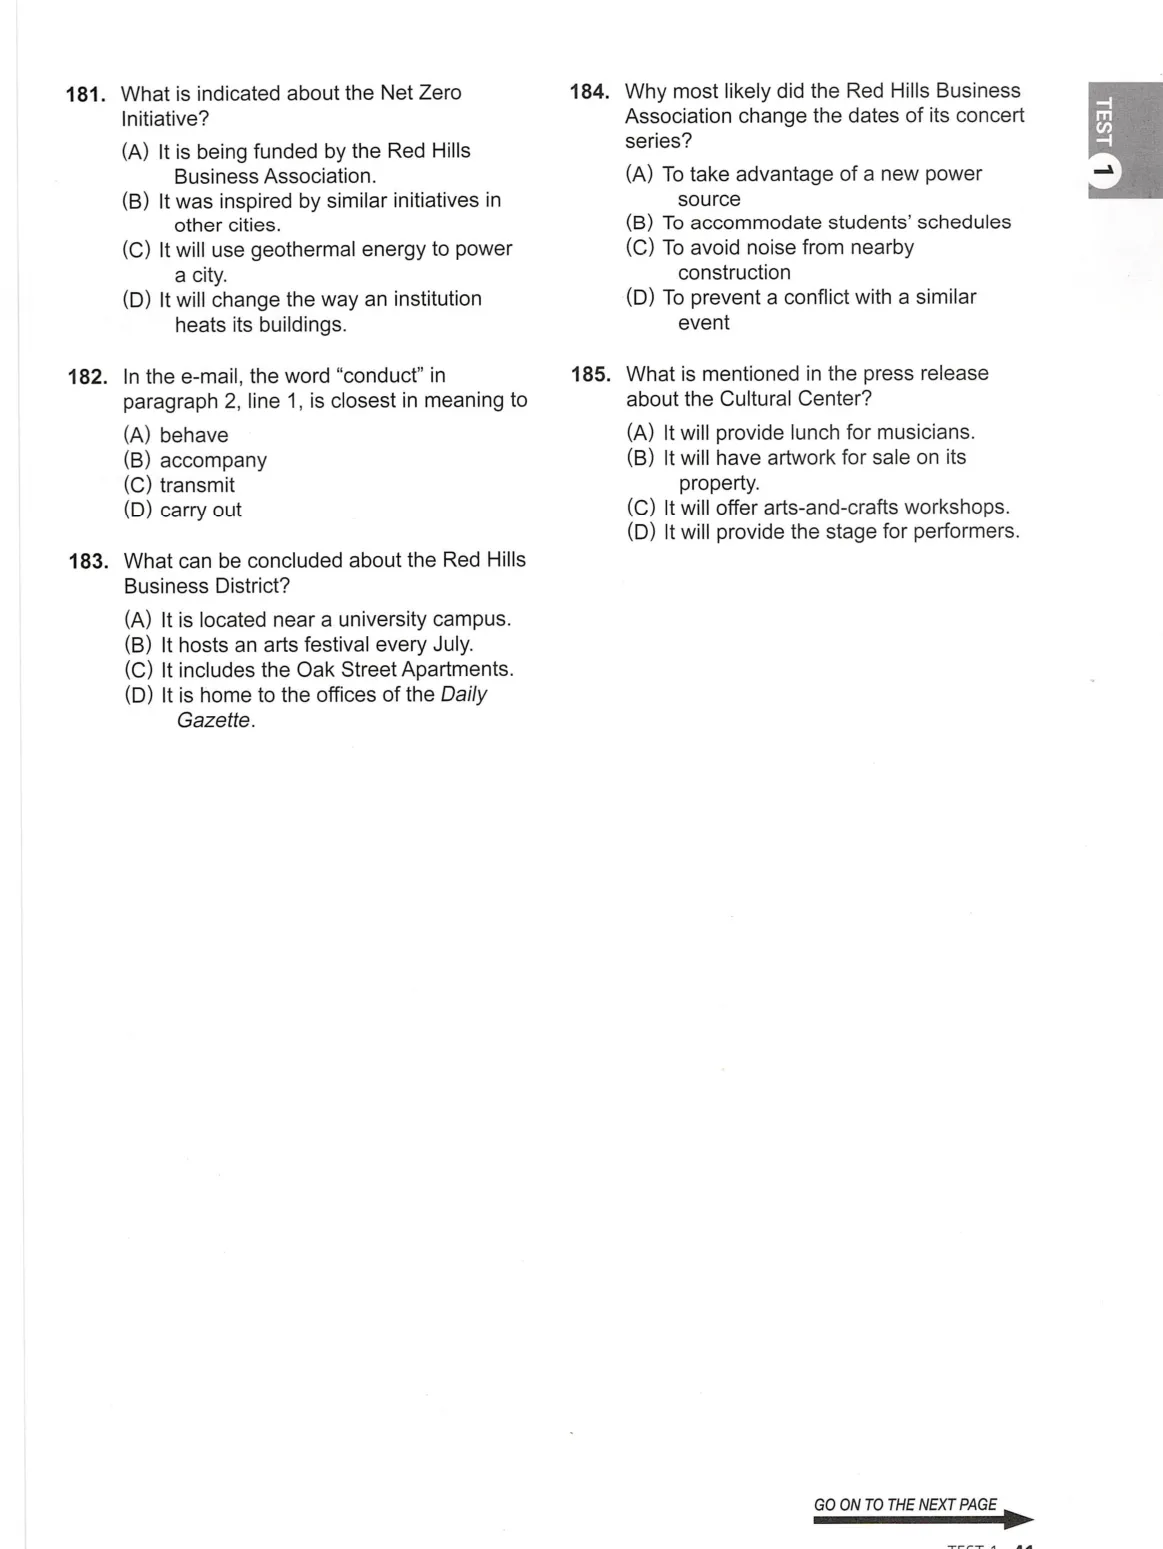 181. What is indicated about the Net Zero
Initiative?
(A) It is being funded by the Red Hills
Business Association.
(B) It was inspired by similar initiatives in
other cities.
(C) It will use geothermal energy to power
a city.
(D) It will change the way an institution
heats its buildings.
182. In the e-mail, the word “conduct” in
paragraph 2, line 1, is closest in meaning to
(A) behave
(B) accompany
(C) transmit
(D) carry out
183. What can be concluded about the Red Hills
Business District?
(A) It is located near a university campus.
(B) It hosts an arts festival every July.
(C) It includes the Oak Street Apartments.
(D) It is home to the offices of the Daily
Gazette.
184. Why most likely did the Red Hills Business
Association change the dates of its concert
series?
(A) To take advantage of a new power
source
(B) To accommodate students’ schedules
(C) To avoid noise from nearby
construction
(D) To prevent a conflict with a similar
event
185. What is mentioned in the press release
about the Cultural Center?
(A) It will provide lunch for musicians.
(B) It will have artwork for sale on its
property.
(C) It will offer arts-and-crafts workshops.
(D) It will provide the stage for performers.
TEST 1
GO ON TO THE NEXT PAGE